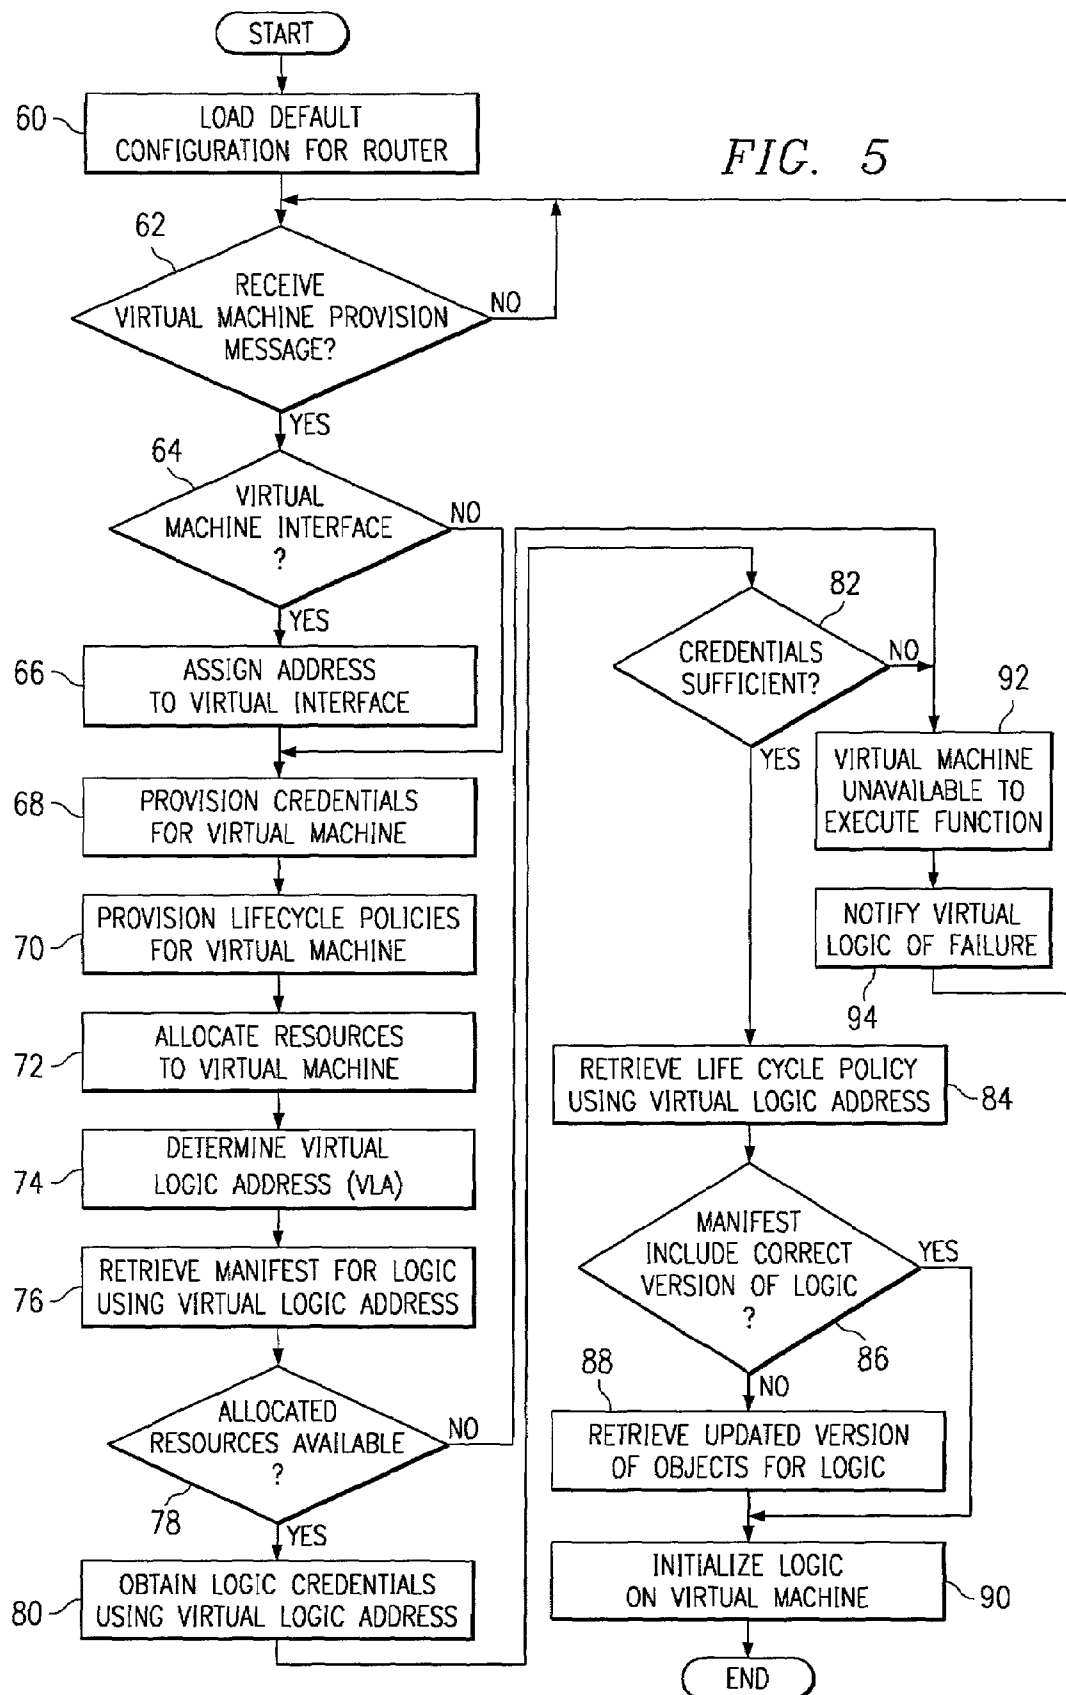 START
60
LOAD DEFAULT
CONFIGURATION FOR ROUTER
FIG. 5
62
RECEIVE
VIRTUAL MACHINE PROVISION
MESSAGE?
NO
YES
64
VIRTUAL
MACHINE INTERFACE
?
NO
YES
66
ASSIGN ADDRESS
TO VIRTUAL INTERFACE
68
PROVISION CREDENTIALS
FOR VIRTUAL MACHINE
70
PROVISION LIFECYCLE POLICIES
FOR VIRTUAL MACHINE
72
ALLOCATE RESOURCES
TO VIRTUAL MACHINE
74
DETERMINE VIRTUAL
LOGIC ADDRESS (VLA)
76
RETRIEVE MANIFEST FOR LOGIC
USING VIRTUAL LOGIC ADDRESS
ALLOCATED
RESOURCES AVAILABLE
?
NO
78
YES
80
OBTAIN LOGIC CREDENTIALS
USING VIRTUAL LOGIC ADDRESS
82
CREDENTIALS
SUFFICIENT?
NO
YES
92
VIRTUAL MACHINE
UNAVAILABLE TO
EXECUTE FUNCTION
NOTIFY VIRTUAL
LOGIC OF FAILURE
94
RETRIEVE LIFE CYCLE POLICY
USING VIRTUAL LOGIC ADDRESS
84
MANIFEST
INCLUDE CORRECT
VERSION OF LOGIC
?
YES
86
NO
88
RETRIEVE UPDATED VERSION
OF OBJECTS FOR LOGIC
INITIALIZE LOGIC
ON VIRTUAL MACHINE
90
END